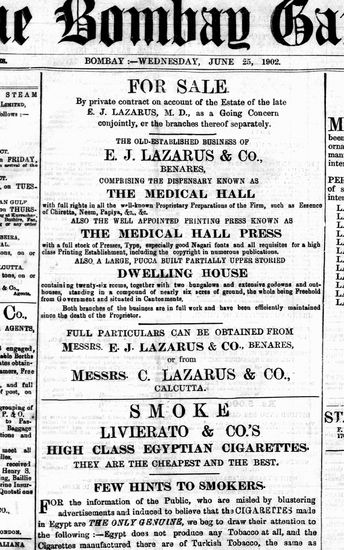 he Bombay Ga
BOMBAY :—WEDNESDAY, JUNE 25, 1902.
FOR SALE.
By private contract on account of the Estate of the late
E. J. LAZARUS, M. D., as a Going Concern
conjointly, or the branches thereof separately.
THE OLD-ESTABLISHED BUSINESS OF
E. J. LAZARUS & CO.,
BENARES,
COMPRISING THE DISPENSARY KNOWN AS
THE MEDICAL HALL
with full rights in all the well-known Proprietary Preparations of the Firm, such as Essence
of Chiretta, Neem, Papiya, &c., &c.
ALSO THE WELL APPOINTED PRINTING PRESS KNOWN AS
THE MEDICAL HALL PRESS
with a full stock of Presses, Type, especially good Nagari fonts and all requisites for a high
class Printing Establishment, including the copyright in numerous publications.
ALSO, A LARGE, PUCCA BUILT PARTIALLY UPPER STORIED
DWELLING HOUSE
containing twenty-six rooms, together with two bungalows and extensive godowns and out-
houses, standing in a compound of nearly six acres of ground, the whole being Freehold
from Government and situated in Cantonments.
Both branches of the business are in full work and have been efficiently maintained
since the death of the Proprietor.
FULL PARTICULARS CAN BE OBTAINED FROM
MESSRS. E. J. LAZARUS & CO., BENARES,
or from
MESSRS. C. LAZARUS & CO.,
CALCUTTA.
SMOKE
LIVIERATO & CO.'S
HIGH CLASS EGYPTIAN CIGARETTES.
THEY ARE THE CHEAPEST AND THE BEST.
FEW HINTS TO SMOKERS.
FOR the information of the Public, who are misled by blustering
advertisements and induced to believe that the CIGARETTES made
in Egypt are THE ONLY GENUINE, we beg to draw their attention to
the following :—Egypt does not produce any Tobacco at all, and the
Cigarettes manufactured there are of Turkish Tobacco, the same as